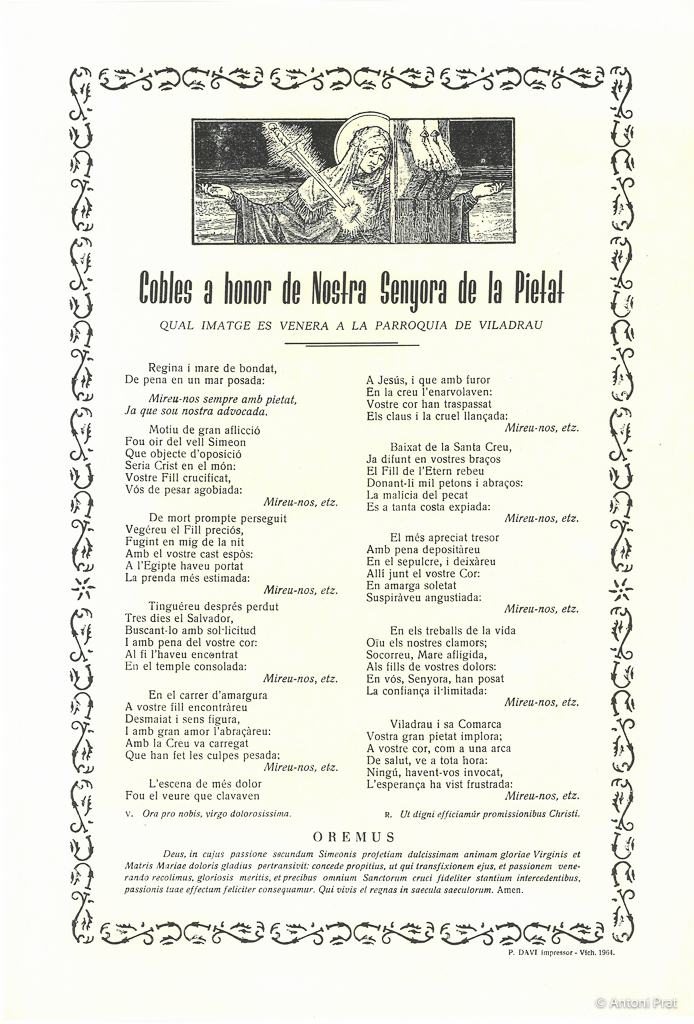 Cobles a honor de Nostra Senyora de la Pietat
QUAL IMATGE ES VENERA A LA PARROQUIA DE VILADRAU
Regina i mare de bondat,
De pena en un mar posada:
Mireu-nos sempre amb pietat,
Ja que sou nostra advocada.
Motiu de gran aflicció
Fou oir del vell Simeon
Que objecte d'oposició
Seria Crist en el món:
Vostre Fill crucificat,
Vós de pesar agobiada:
Mireu-nos, etz.
De mort prompte perseguit
Vegéreu el Fill preciós,
Fugint en mig de la nit
Amb el vostre cast espòs:
A l'Egipte haveu portat
La prenda més estimada:
Mireu-nos, etz.
Tinguéreu després perdut
Tres dies el Salvador,
Buscant-lo amb sol·licitud
I amb pena del vostre cor:
Al fi l'haveu encontrat
En el temple consolada:
Mireu-nos, etz.
En el carrer d'amargura
A vostre fill encontràreu
Desmaiat i sens figura,
I amb gran amor l'abraçàreu:
Amb la Creu va carregat
Que han fet les culpes pesada;
Mireu-nos, etz.
L'escena de més dolor
Fou el veure que clavaven
A Jesús, i que amb furor
En la creu l'enarvolaven:
Vostre cor han traspassat
Els claus i la cruel llançada:
Mireu-nos, etz.
Baixat de la Santa Creu,
Ja difunt en vostres braços
El Fill de l'Etern rebeu
Donant-li mil petons i abraços:
La malícia del pecat
Es a tanta costa expiada:
Mireu-nos, etz.
El més apreciat tresor
Amb pena depositàreu
En el sepulcre, i deixàreu
Allí junt el vostre Cor:
En amarga soletat
Suspiràveu angustiada:
Mireu-nos, etz.
En els treballs de la vida
Oïu els nostres clamors;
Socorreu, Mare afligida,
Als fills de vostres dolors:
En vós, Senyora, han posat
La confiança il·limitada:
Mireu-nos, etz.
Viladrau i sa Comarca
Vostra gran pietat implora;
A vostre cor, com a una arca
De salut, ve a tota hora:
Ningú, havent-vos invocat,
L'esperança ha vist frustrada:
Mireu-nos, etz.
V. Ora pro nobis, virgo dolorosissima.
R. Ut digni efficiamúr promissionibus Christi.
OREMUS
Deus, in cujus passione secundum Simeonis profetiam dulcissimam animam gloriae Virginis et
Matris Mariae doloris gladius pertransivit: concede propitius, ut qui transfixionem ejus, et passionem vene-
rando recolimus, gloriosis meritis, et precibus omnium Sanctorum cruci fideliter stantium intercedentibus,
passionis tuae effectum feliciter consequamur. Qui vivis el regnas in saecula saeculorum. Amen.
P. DAVI impressor - Vich. 1964.
© Antoni Prat